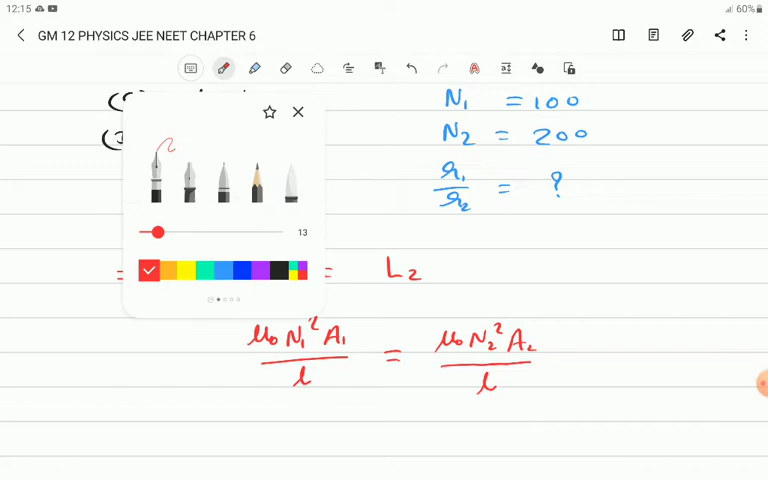 12:15 60%
GM 12 PHYSICS JEE NEET CHAPTER 6
N₁ = 100
N₂ = 200
r₁/r₂ = ?
13
= = L₂
μ₀N₁²A₁/l = μ₀N₂²A₂/l